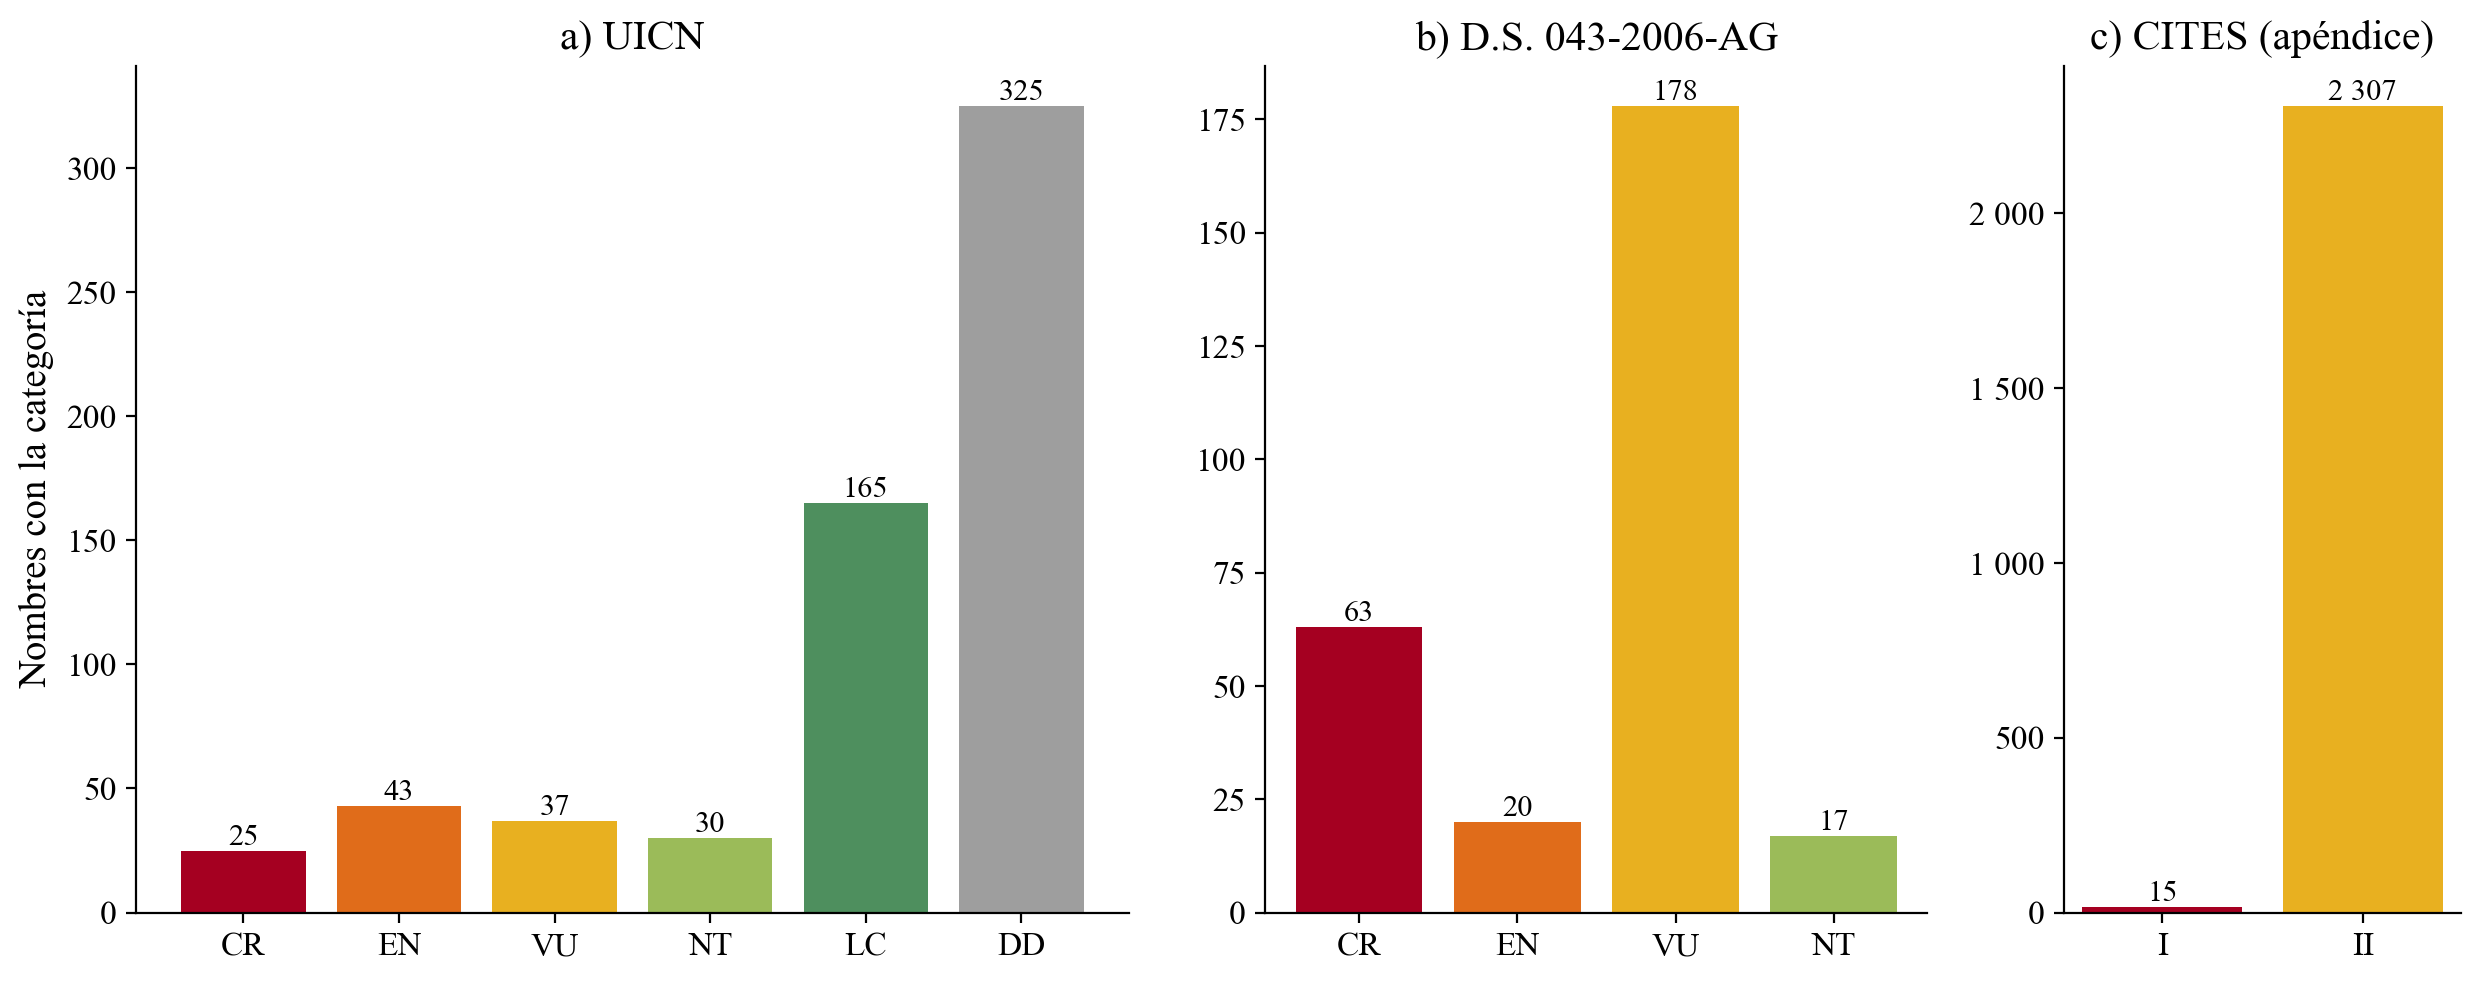 a) UICN
Nombres con la categoría
300
250
200
150
100
50
0
25
43
37
30
165
325
CR
EN
VU
NT
LC
DD
b) D.S. 043-2006-AG
175
150
125
100
75
50
25
0
63
20
178
17
CR
EN
VU
NT
c) CITES (apéndice)
2 000
1 500
1 000
500
0
15
2 307
I
II